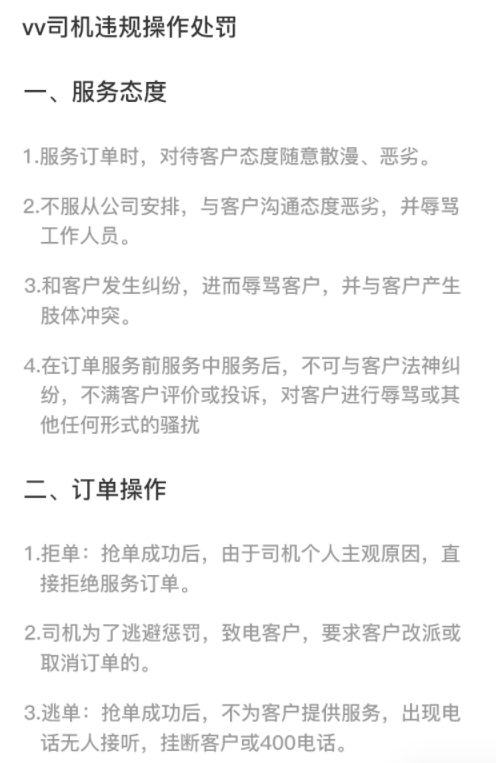 vv司机违规操作处罚
一、服务态度
1.服务订单时，对待客户态度随意散漫、恶劣。
2.不服从公司安排，与客户沟通态度恶劣，并辱骂
工作人员。
3.和客户发生纠纷，进而辱骂客户，并与客户产生
肢体冲突。
4.在订单服务前服务中服务后，不可与客户法神纠
纷，不满客户评价或投诉，对客户进行辱骂或其
他任何形式的骚扰
二、订单操作
1.拒单：抢单成功后，由于司机个人主观原因，直
接拒绝服务订单。
2.司机为了逃避惩罚，致电客户，要求客户改派或
取消订单的。
3.逃单：抢单成功后，不为客户提供服务，出现电
话无人接听，挂断客户或400电话。